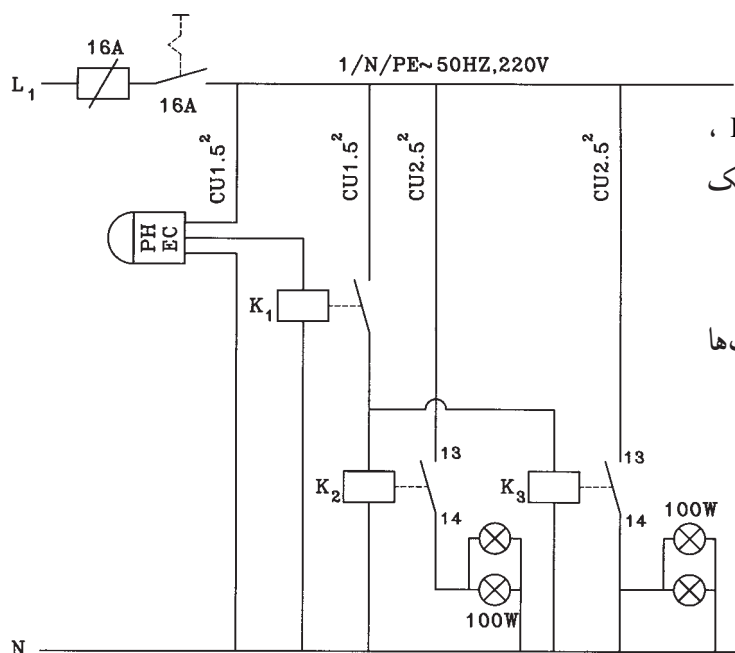 16A
1/N/PE~ 50HZ,220V
L₁
16A
CU1.5²
CU1.5²
CU2.5²
CU2.5²
PH
EC
K₁
13
13
K₂
K₃
14
14
100W
100W
N